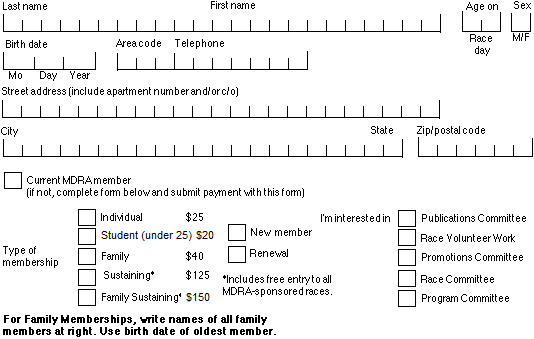 Last name First name Age on Sex
Race day M/F
Birth date Area code Telephone
Mo Day Year
Street address (include apartment number and/or c/o)
City State Zip/postal code
Current MDRA member
(if not, complete form below and submit payment with this form)
Type of membership
Individual $25
Student (under 25) $20
Family $40
Sustaining* $125
Family Sustaining* $150
New member
Renewal
*Includes free entry to all
MDRA-sponsored races.
I'm interested in
Publications Committee
Race Volunteer Work
Promotions Committee
Race Committee
Program Committee
For Family Memberships, write names of all family
members at right. Use birth date of oldest member.